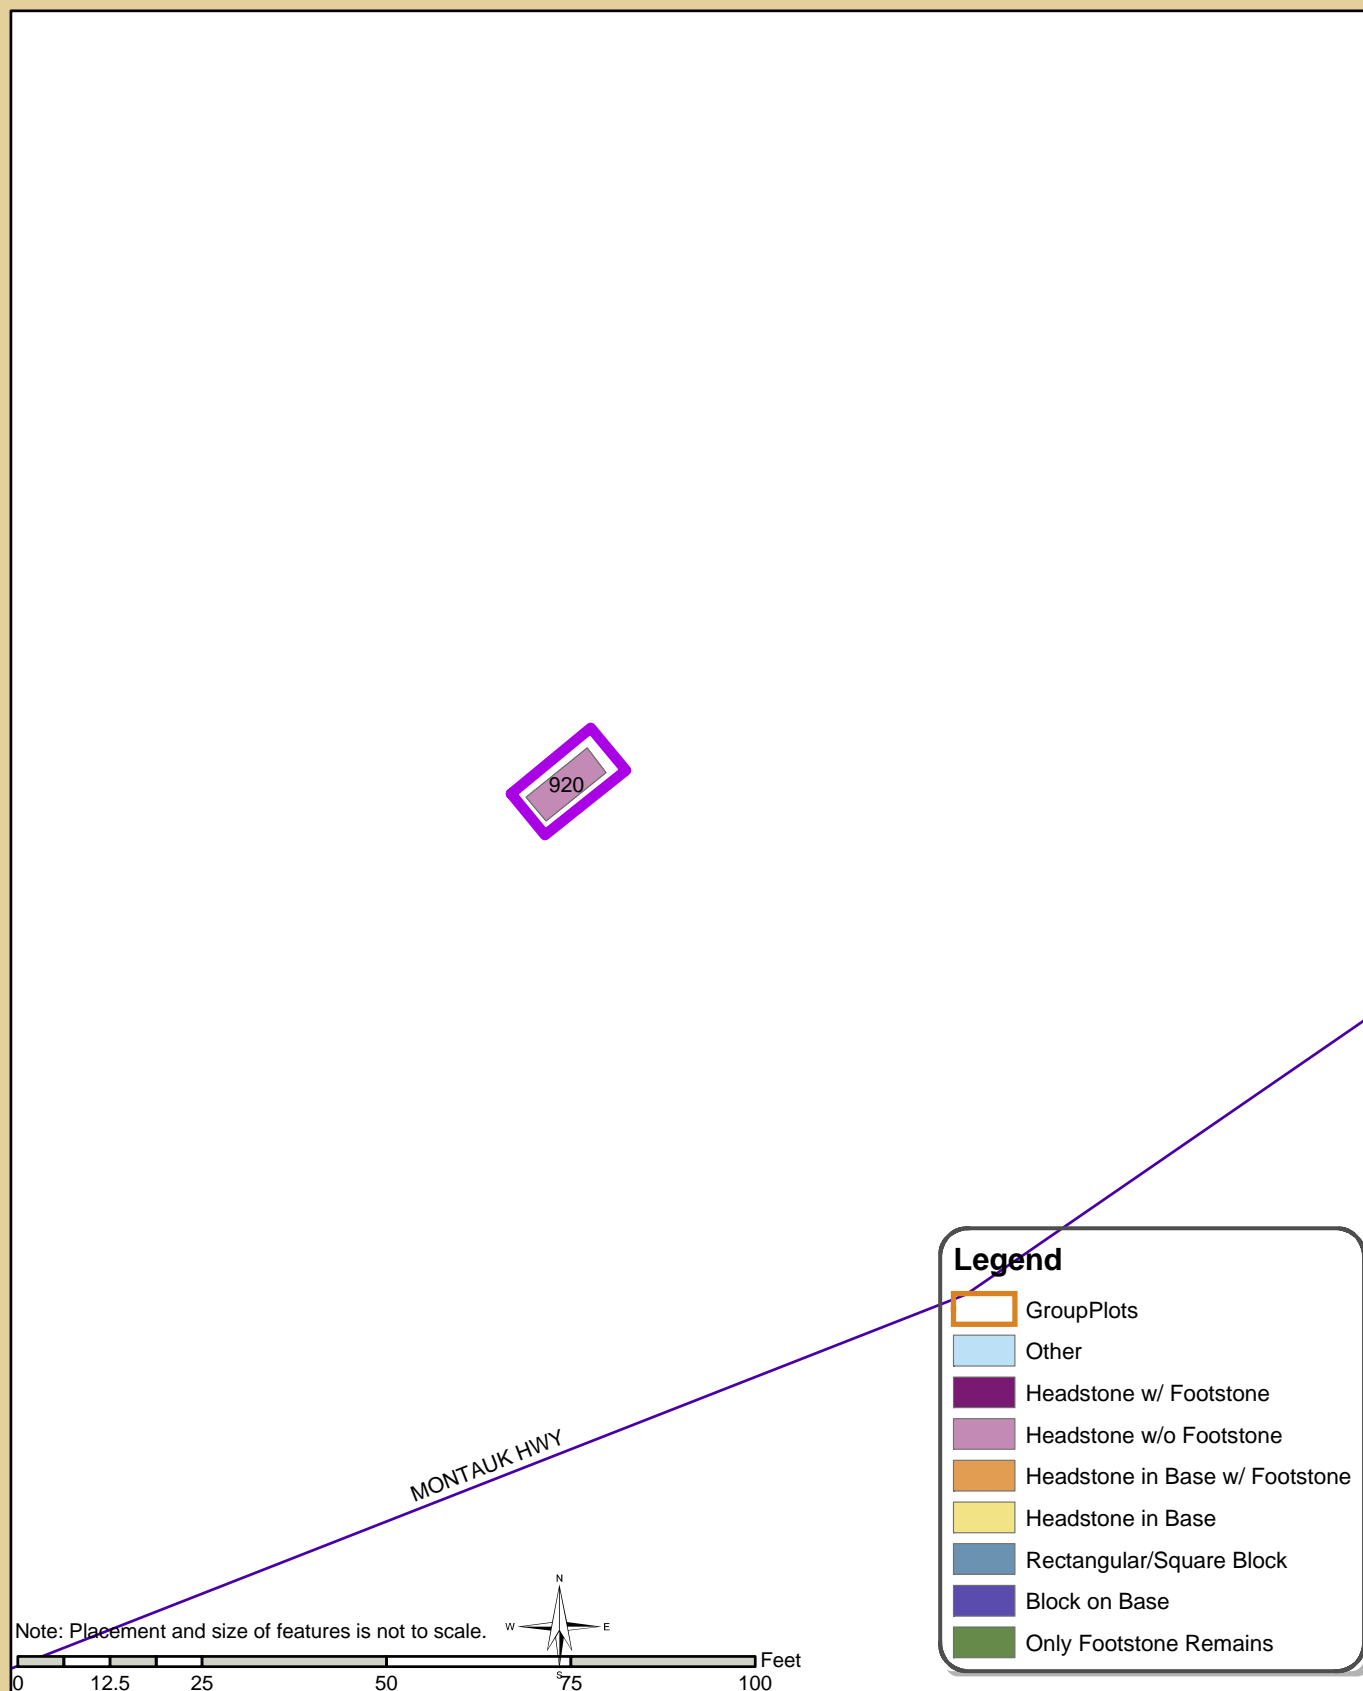 920
MONTAUK HWY
Legend
GroupPlots
Other
Headstone w/ Footstone
Headstone w/o Footstone
Headstone in Base w/ Footstone
Headstone in Base
Rectangular/Square Block
Block on Base
Only Footstone Remains
N
W E
S
Note: Placement and size of features is not to scale.
Feet
0 12.5 25 50 75 100